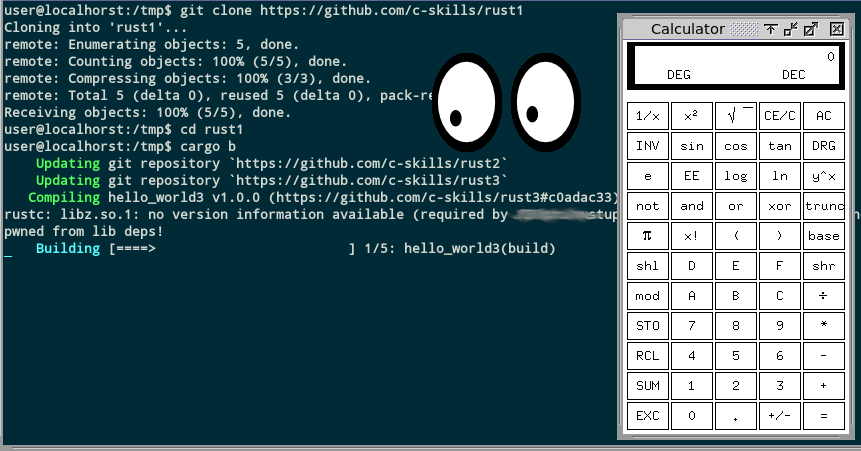 user@localhorst:/tmp$ git clone https://github.com/c-skills/rust1
Cloning into 'rust1'...
remote: Enumerating objects: 5, done.
remote: Counting objects: 100% (5/5), done.
remote: Compressing objects: 100% (3/3), done.
remote: Total 5 (delta 0), reused 5 (delta 0), pack-re
Receiving objects: 100% (5/5), done.
user@localhorst:/tmp$ cd rust1
user@localhorst:/tmp$ cargo b
Updating git repository `https://github.com/c-skills/rust2`
Updating git repository `https://github.com/c-skills/rust3`
Compiling hello_world3 v1.0.0 (https://github.com/c-skills/rust3#c0adac33)
rustc: libz.so.1: no version information available (required by stup
pwned from lib deps!
Building [====> ] 1/5: hello_world3(build)
Calculator
0
DEG DEC
1/x x² √‾ CE/C AC
INV sin cos tan DRG
e EE log ln y^x
not and or xor trunc
π x! ( ) base
shl D E F shr
mod A B C ÷
STO 7 8 9 *
RCL 4 5 6 -
SUM 1 2 3 +
EXC 0 . +/- =